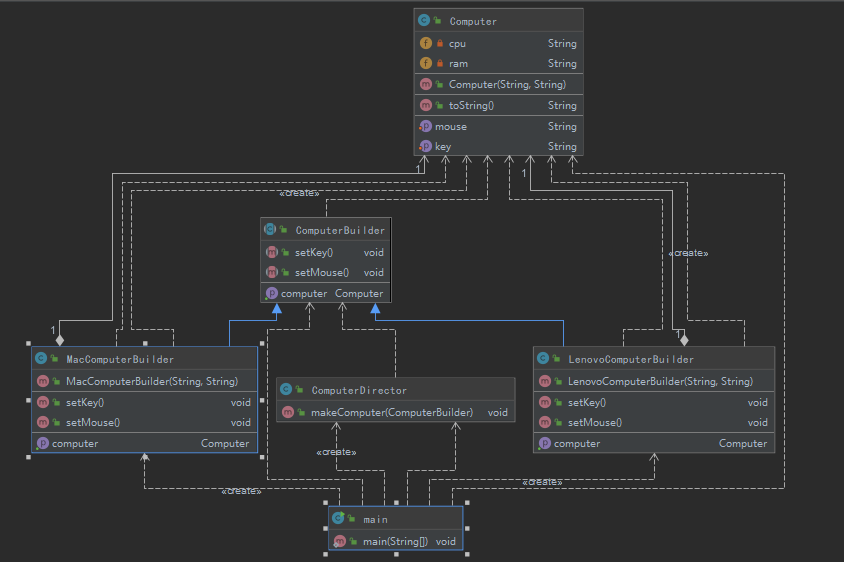 Computer
cpu String
ram String
Computer(String, String)
toString() String
mouse String
key String
1
1
«create»
ComputerBuilder
setKey() void
setMouse() void
computer Computer
«create»
1
1
MacComputerBuilder
MacComputerBuilder(String, String)
setKey() void
setMouse() void
computer Computer
ComputerDirector
makeComputer(ComputerBuilder) void
LenovoComputerBuilder
LenovoComputerBuilder(String, String)
setKey() void
setMouse() void
computer Computer
«create»
«create»
«create»
main
main(String[]) void